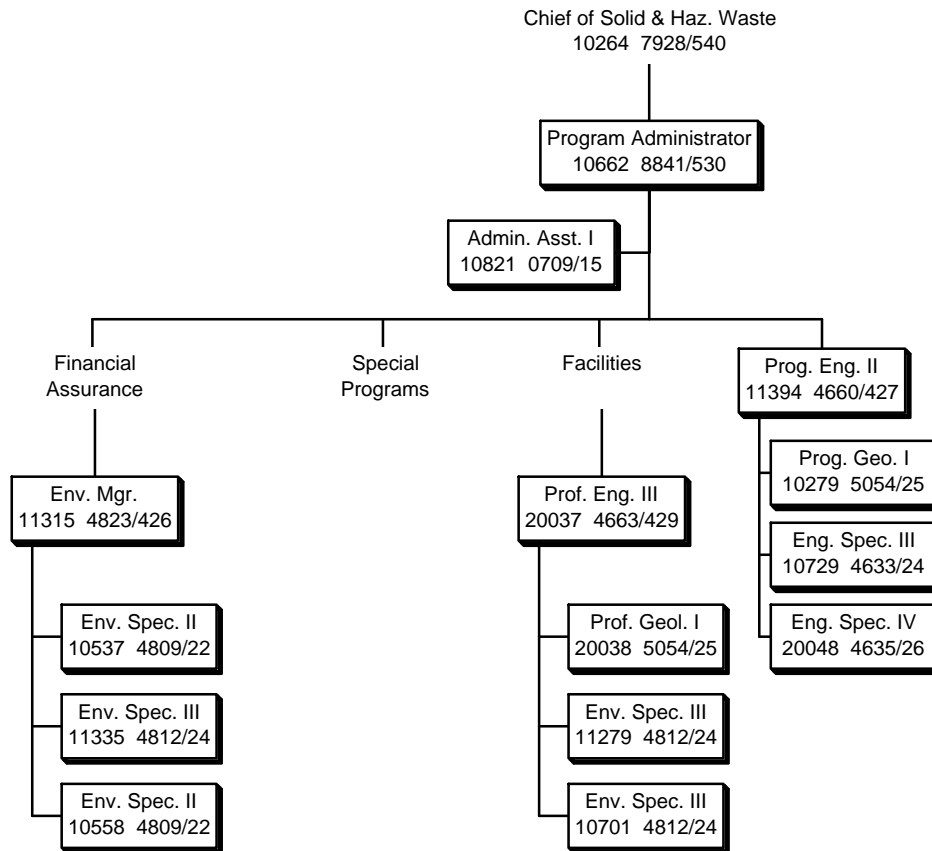 Chief of Solid & Haz. Waste
10264 7928/540
Program Administrator
10662 8841/530
Admin. Asst. I
10821 0709/15
Financial
Assurance
Special
Programs
Facilities
Prog. Eng. II
11394 4660/427
Prog. Geo. I
10279 5054/25
Eng. Spec. III
10729 4633/24
Eng. Spec. IV
20048 4635/26
Env. Mgr.
11315 4823/426
Env. Spec. II
10537 4809/22
Env. Spec. III
11335 4812/24
Env. Spec. II
10558 4809/22
Prof. Eng. III
20037 4663/429
Prof. Geol. I
20038 5054/25
Env. Spec. III
11279 4812/24
Env. Spec. III
10701 4812/24